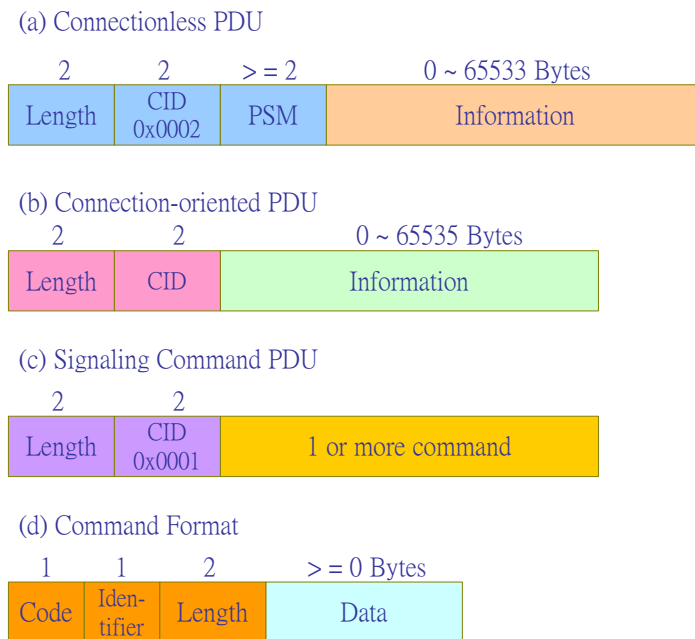 (a) Connectionless PDU
2 2 > = 2 0 ~ 65533 Bytes
Length CID 0x0002 PSM Information
(b) Connection-oriented PDU
2 2 0 ~ 65535 Bytes
Length CID Information
(c) Signaling Command PDU
2 2
Length CID 0x0001 1 or more command
(d) Command Format
1 1 2 > = 0 Bytes
Code Iden-tifier Length Data